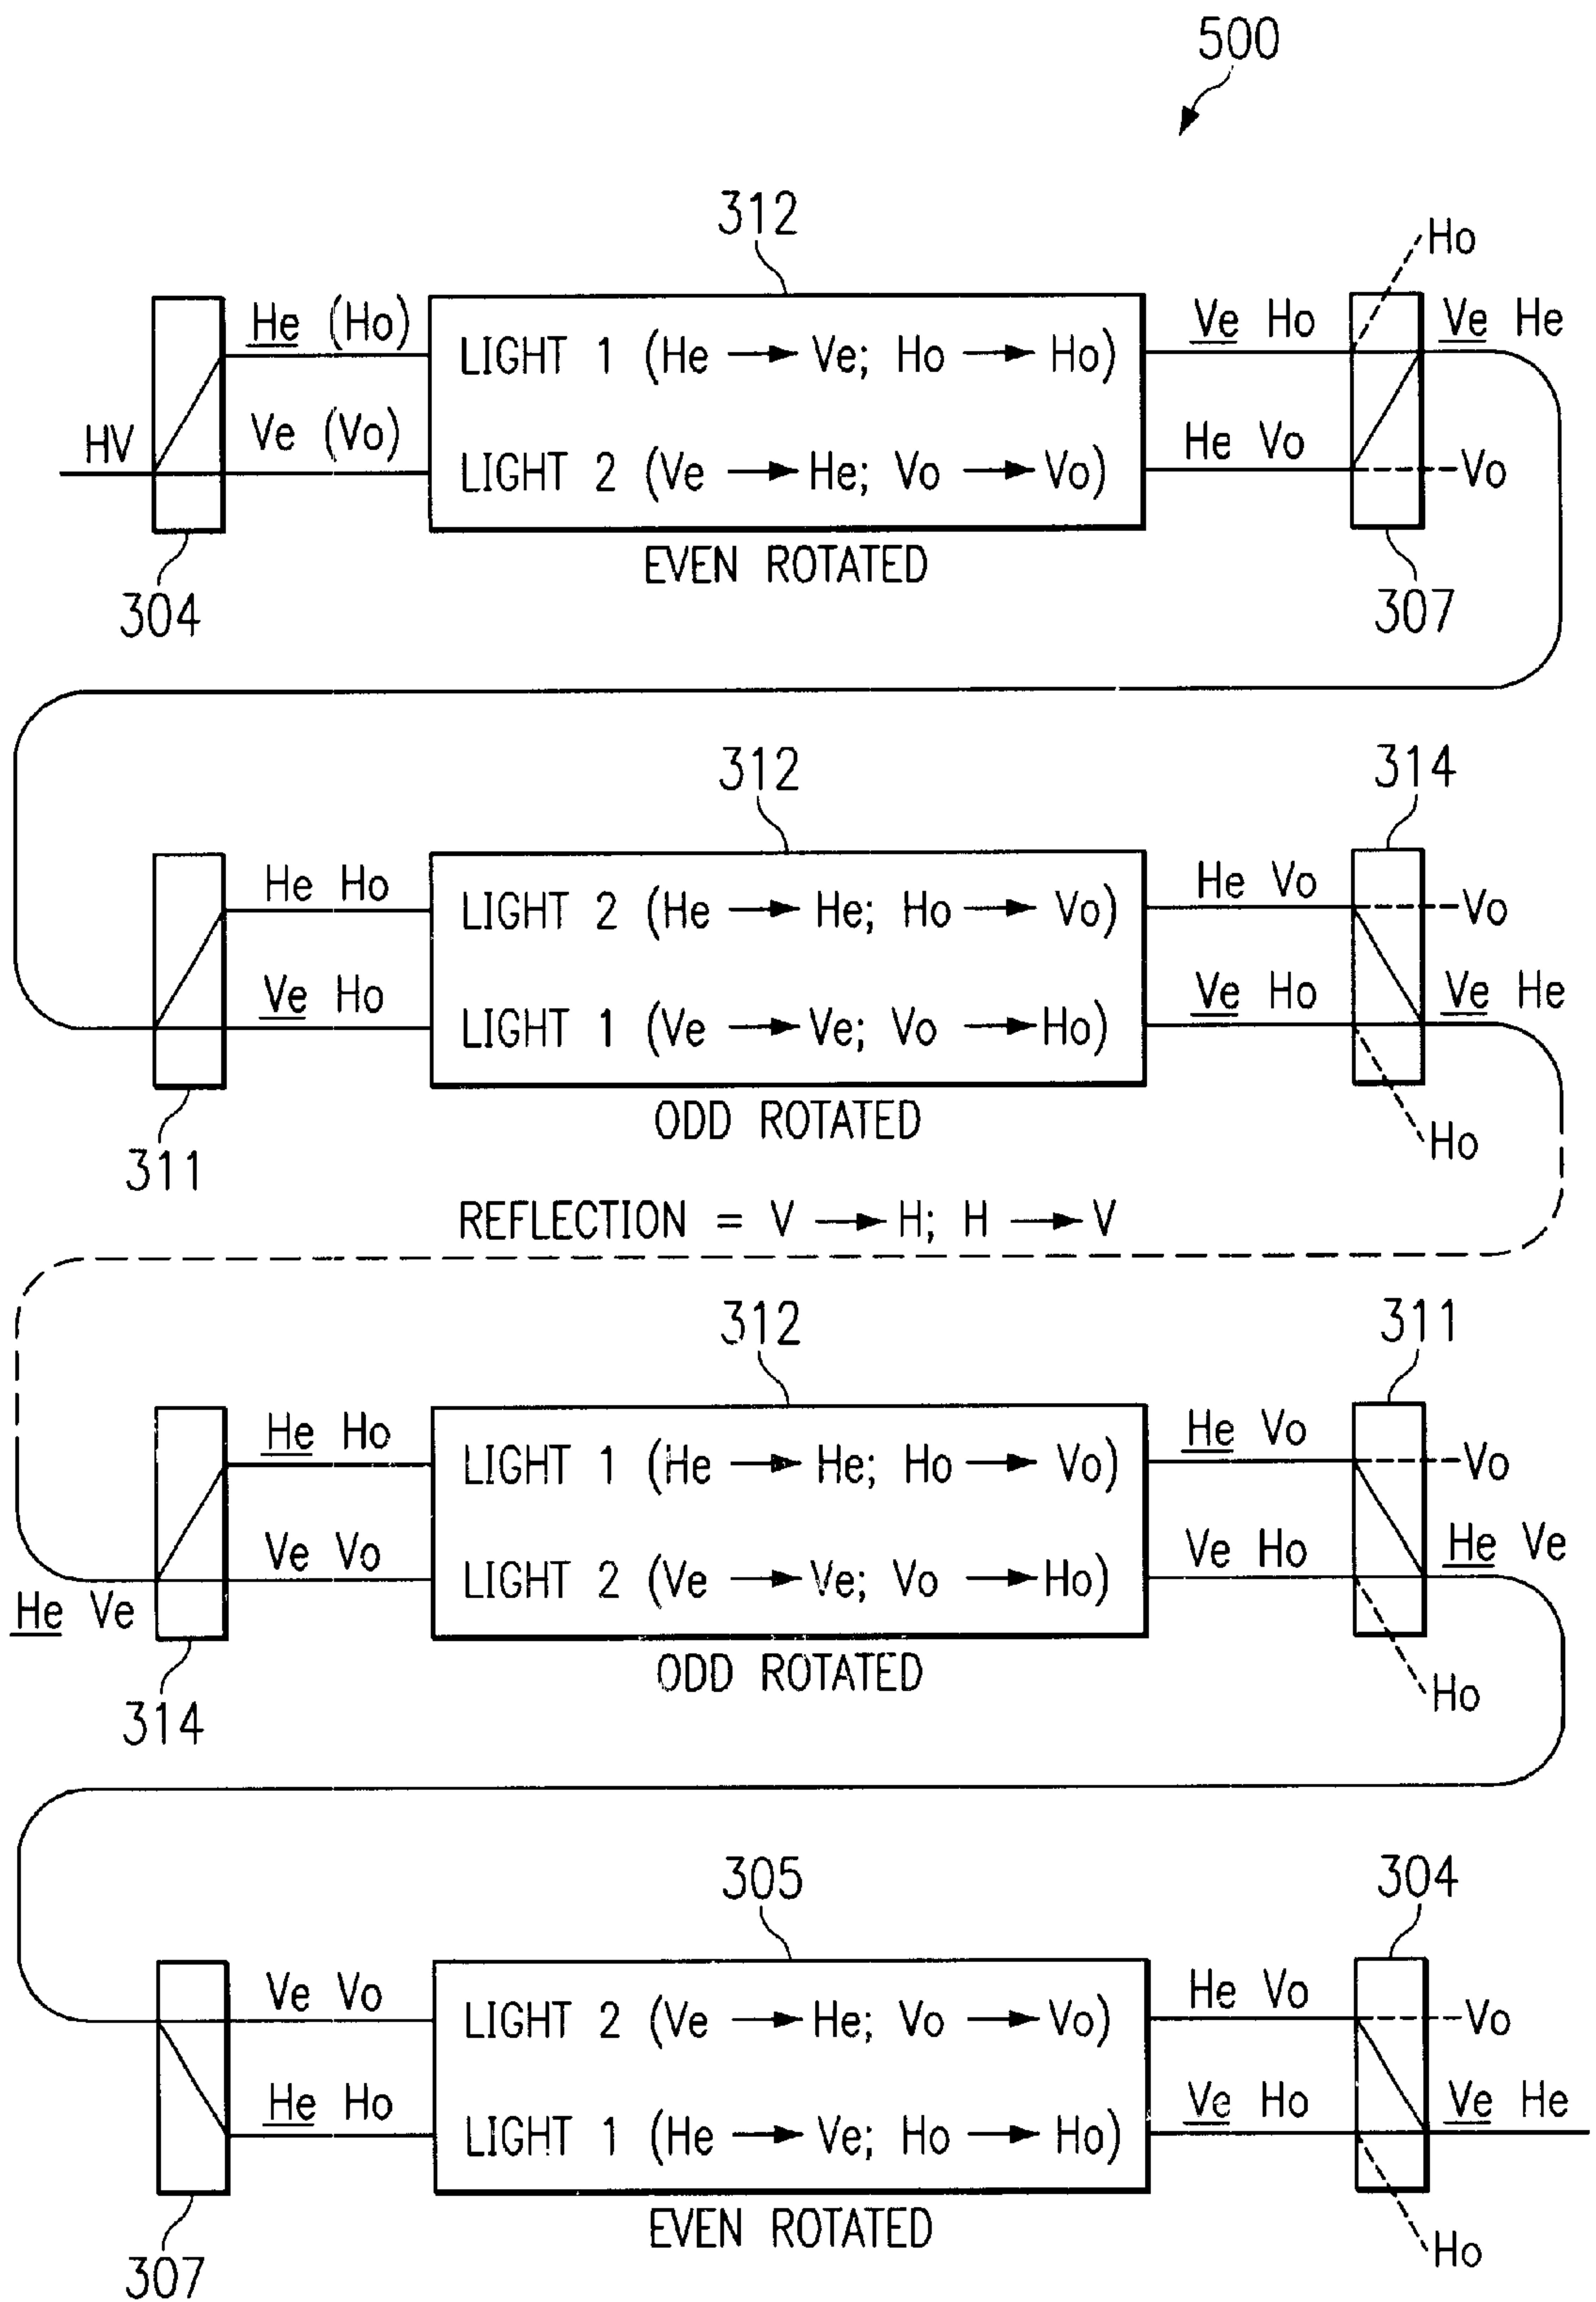 500
312
Ho
He (Ho)
LIGHT 1 (He → Ve; Ho → Ho)
Ve Ho
Ve He
HV
Ve (Vo)
LIGHT 2 (Ve → He; Vo → Vo)
He Vo
Vo
EVEN ROTATED
304
307
312
314
He Ho
LIGHT 2 (He → He; Ho → Vo)
He Vo
Vo
Ve Ho
LIGHT 1 (Ve → Ve; Vo → Ho)
Ve Ho
Ve He
ODD ROTATED
Ho
311
REFLECTION = V → H; H → V
312
311
He Ho
LIGHT 1 (He → He; Ho → Vo)
He Vo
Vo
Ve Vo
LIGHT 2 (Ve → Ve; Vo → Ho)
Ve Ho
He Ve
He Ve
ODD ROTATED
Ho
314
305
304
Ve Vo
LIGHT 2 (Ve → He; Vo → Vo)
He Vo
Vo
He Ho
LIGHT 1 (He → Ve; Ho → Ho)
Ve Ho
Ve He
EVEN ROTATED
Ho
307